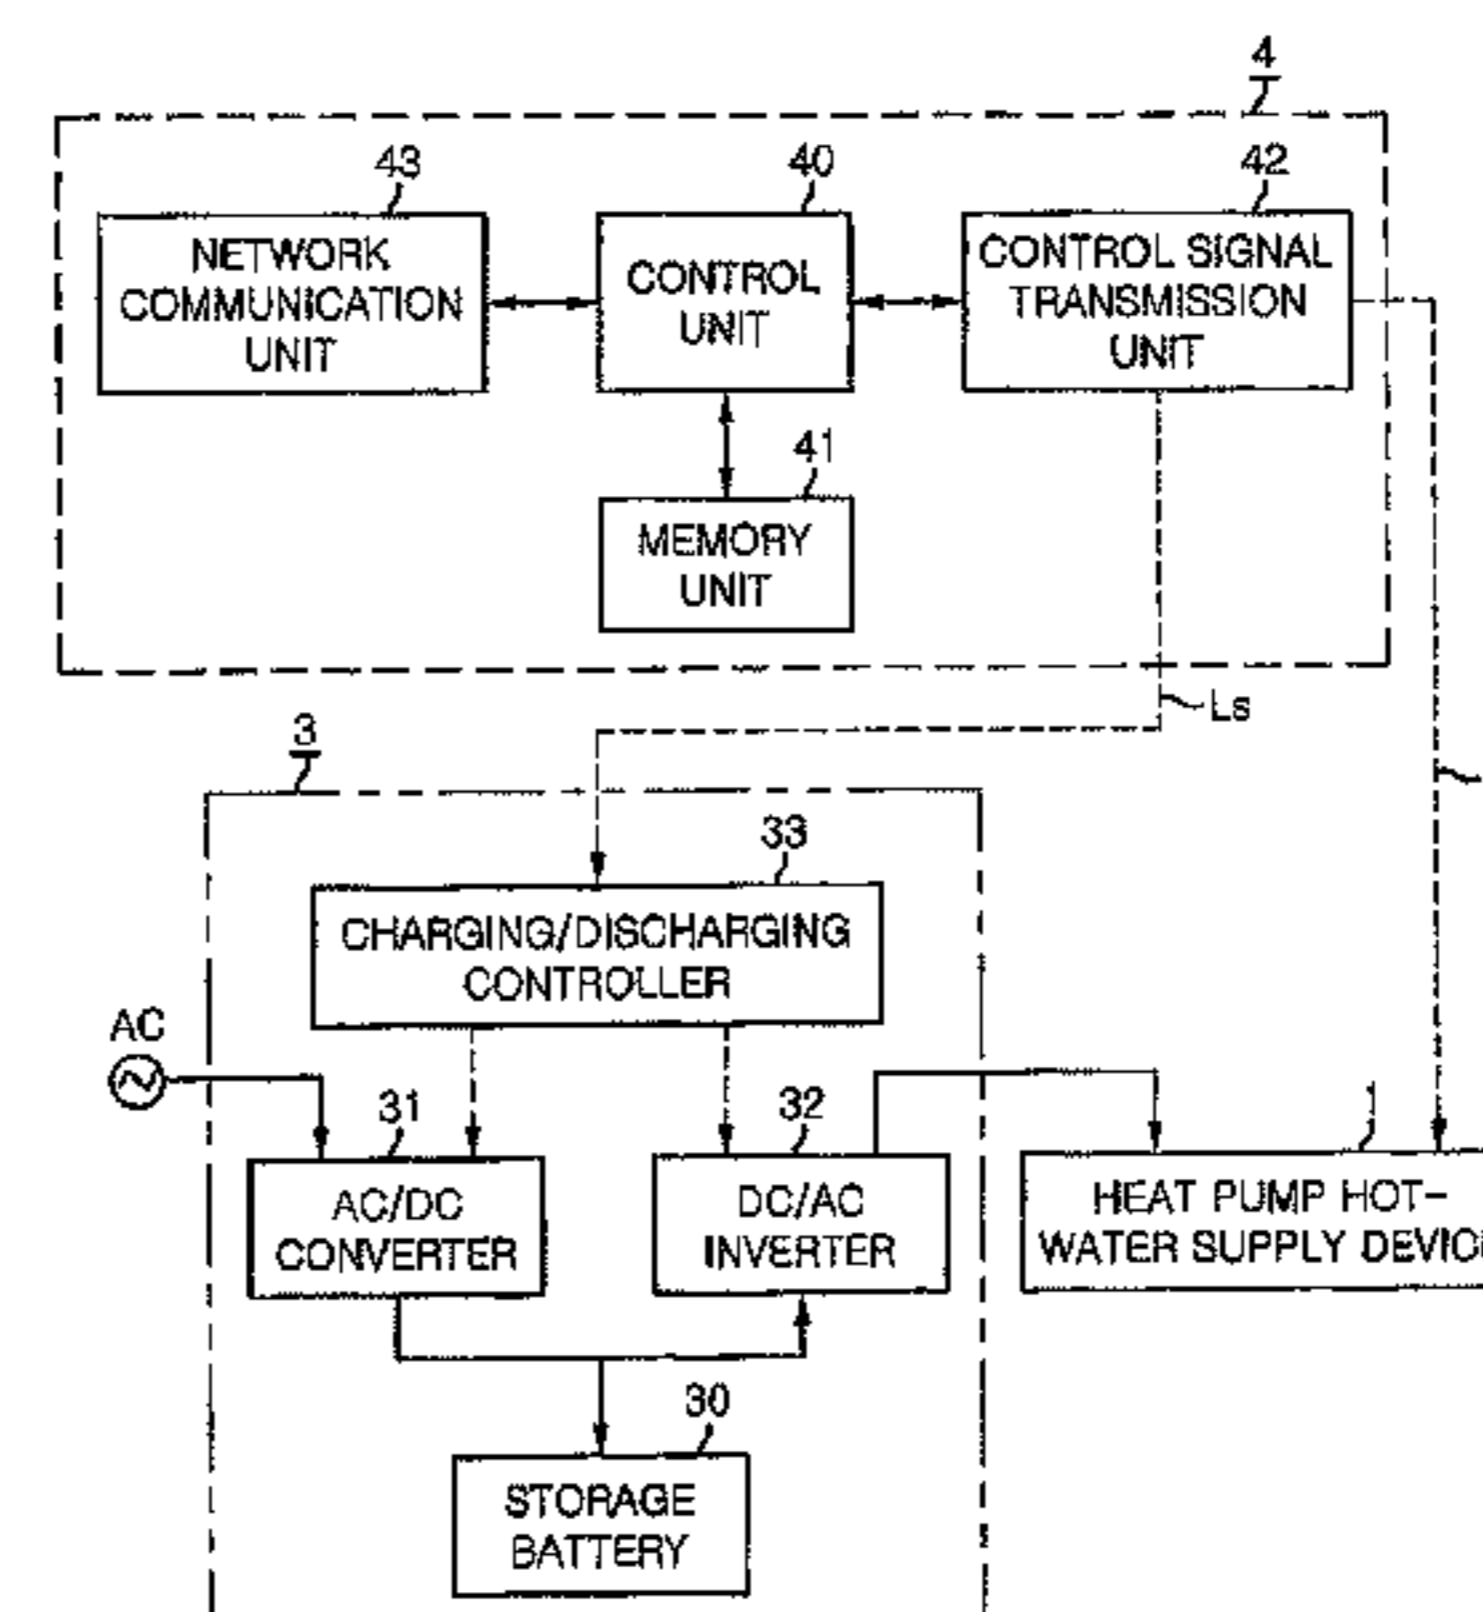 4
43
40
42
NETWORK
COMMUNICATION
UNIT
CONTROL
UNIT
CONTROL SIGNAL
TRANSMISSION
UNIT
41
MEMORY
UNIT
Ls
3
33
CHARGING/DISCHARGING
CONTROLLER
AC
31
32
1
AC/DC
CONVERTER
DC/AC
INVERTER
HEAT PUMP HOT-
WATER SUPPLY
30
STORAGE
BATTERY